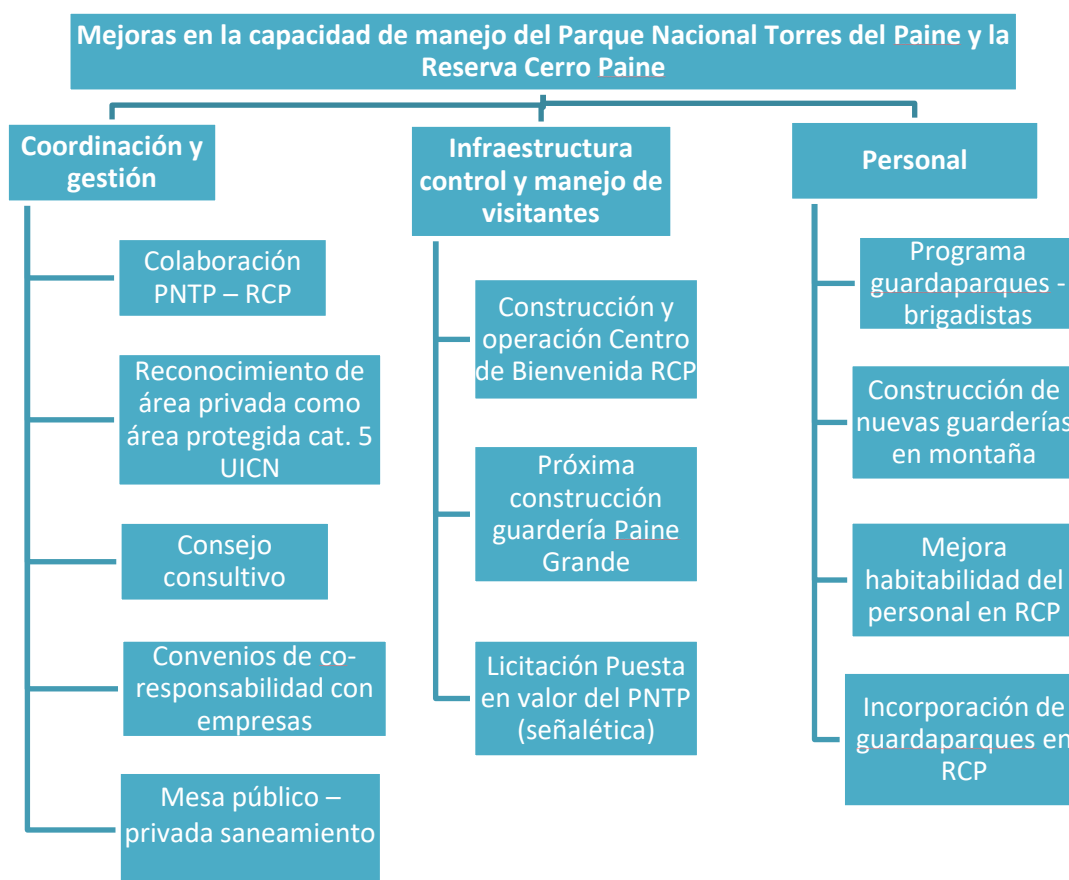 Mejoras en la capacidad de manejo del Parque Nacional Torres del Paine y la
Reserva Cerro Paine
Coordinación y
gestión
Colaboración
PNTP – RCP
Reconocimiento de
área privada como
área protegida cat. 5
UICN
Consejo
consultivo
Convenios de co-
responsabilidad con
empresas
Mesa público –
privada saneamiento
Infraestructura
control y manejo de
visitantes
Construcción y
operación Centro
de Bienvenida RCP
Próxima
construcción
guardería Paine
Grande
Licitación Puesta
en valor del PNTP
(señalética)
Personal
Programa
guardaparques -
brigadistas
Construcción de
nuevas guarderías
en montaña
Mejora
habitabilidad del
personal en RCP
Incorporación de
guardaparques en
RCP